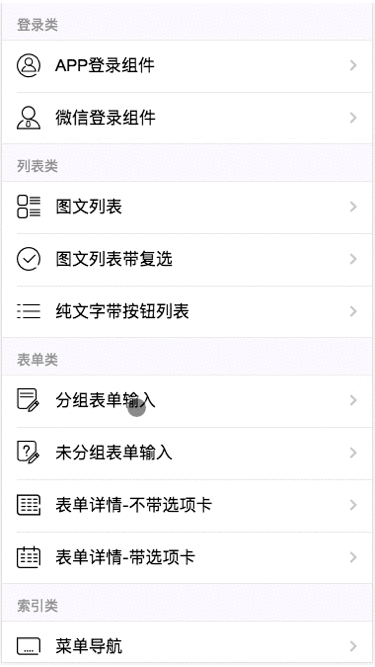 登录类
APP登录组件
微信登录组件
列表类
图文列表
图文列表带复选
纯文字带按钮列表
表单类
分组表单输入
未分组表单输入
表单详情-不带选项卡
表单详情-带选项卡
索引类
菜单导航